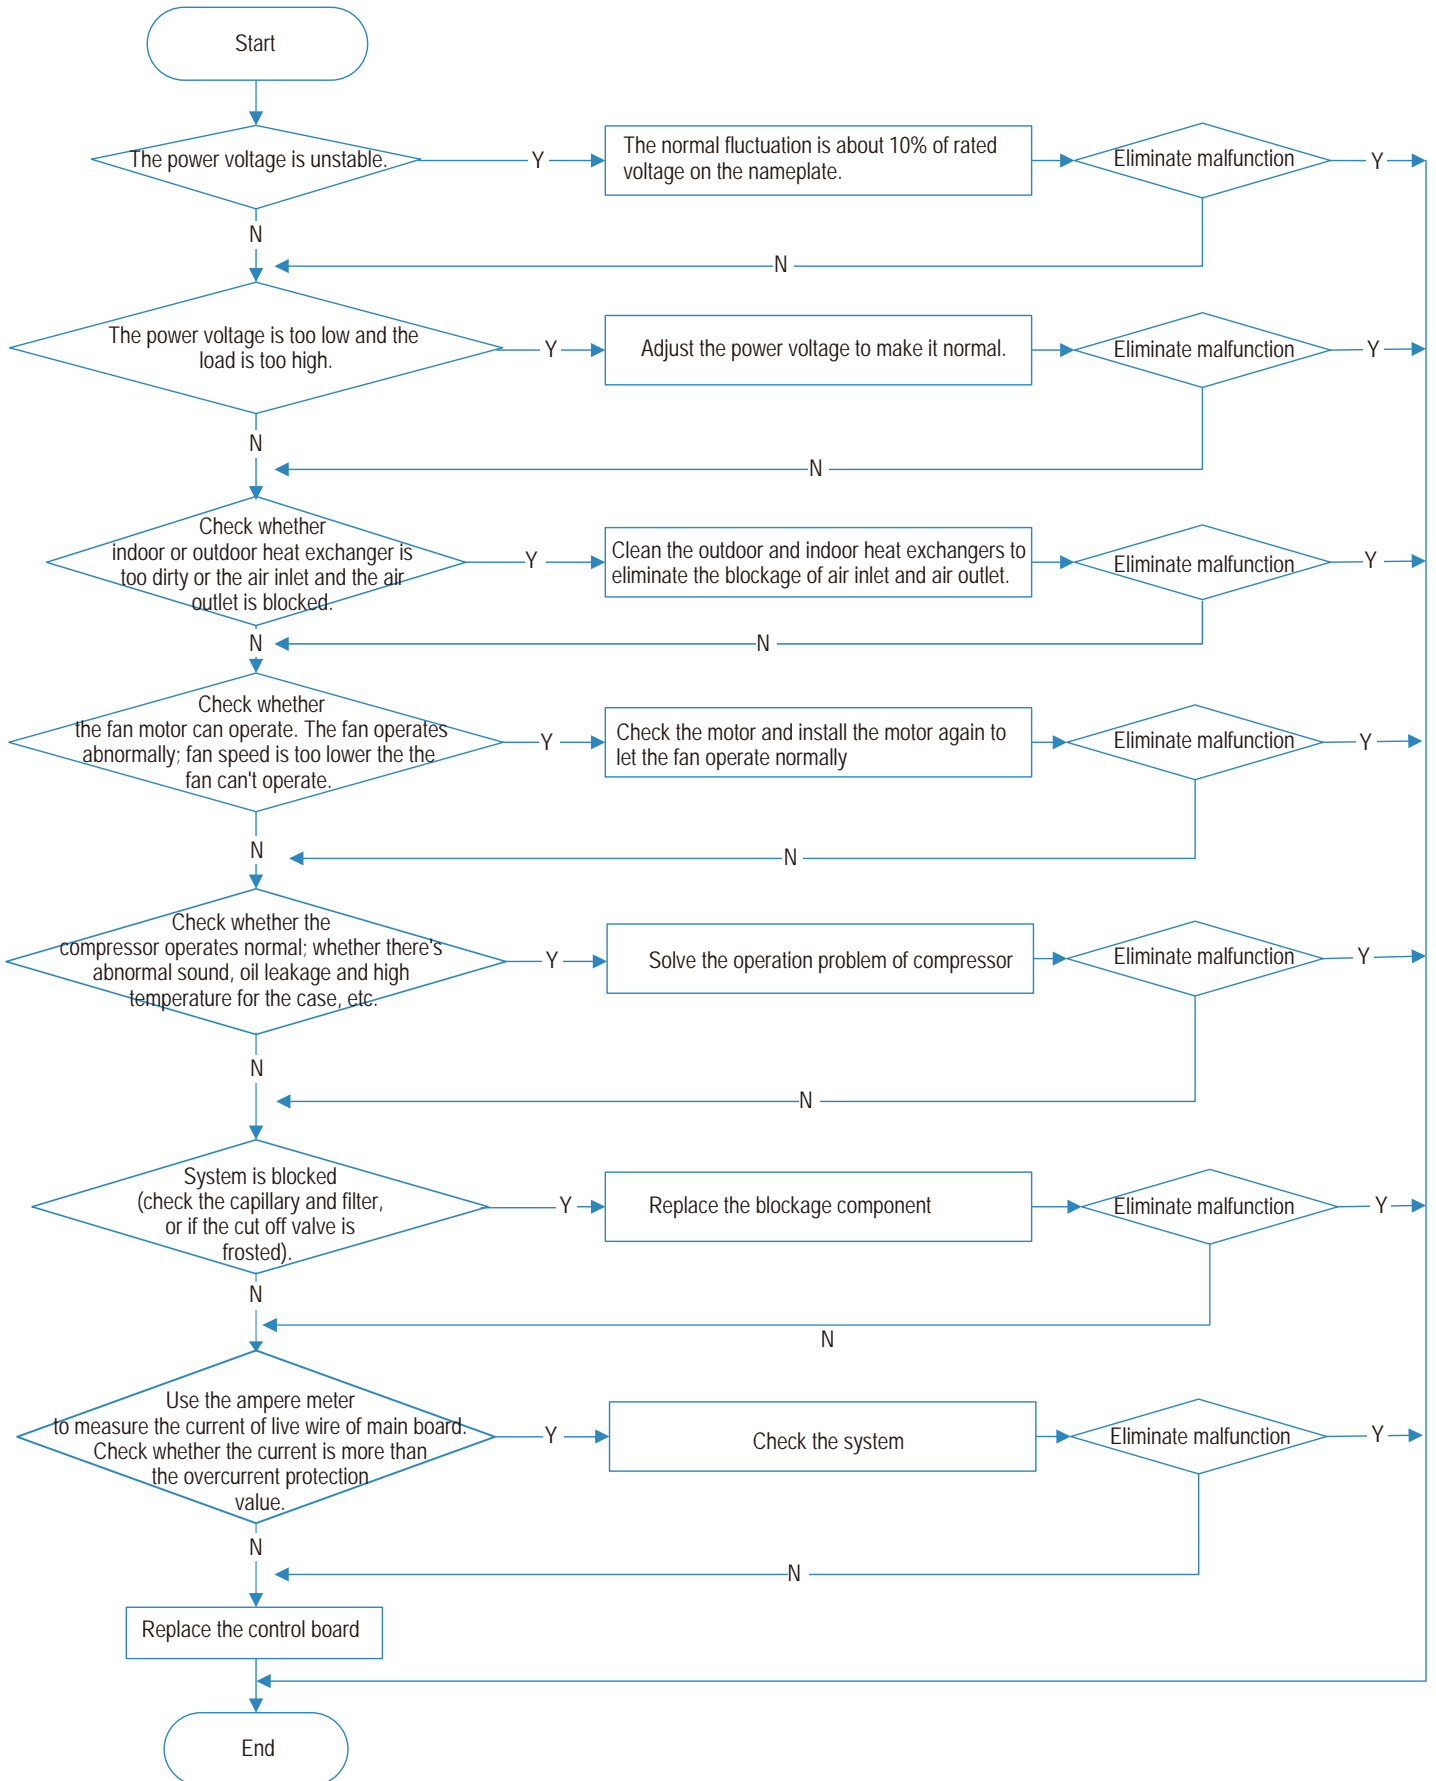 Start
The power voltage is unstable.
Y
The normal fluctuation is about 10% of rated
voltage on the nameplate.
Eliminate malfunction
Y
N
N
The power voltage is too low and the
load is too high.
Y
Adjust the power voltage to make it normal.
Eliminate malfunction
Y
N
N
Check whether
indoor or outdoor heat exchanger is
too dirty or the air inlet and the air
outlet is blocked.
Y
Clean the outdoor and indoor heat exchangers to
eliminate the blockage of air inlet and air outlet.
Eliminate malfunction
Y
N
N
Check whether
the fan motor can operate. The fan operates
abnormally; fan speed is too lower the the
fan can't operate.
Y
Check the motor and install the motor again to
let the fan operate normally
Eliminate malfunction
Y
N
N
Check whether the
compressor operates normal; whether there's
abnormal sound, oil leakage and high
temperature for the case, etc.
Y
Solve the operation problem of compressor
Eliminate malfunction
Y
N
N
System is blocked
(check the capillary and filter,
or if the cut off valve is
frosted).
Y
Replace the blockage component
Eliminate malfunction
Y
N
N
Use the ampere meter
to measure the current of live wire of main board.
Check whether the current is more than
the overcurrent protection
value.
Y
Check the system
Eliminate malfunction
Y
N
N
Replace the control board
End